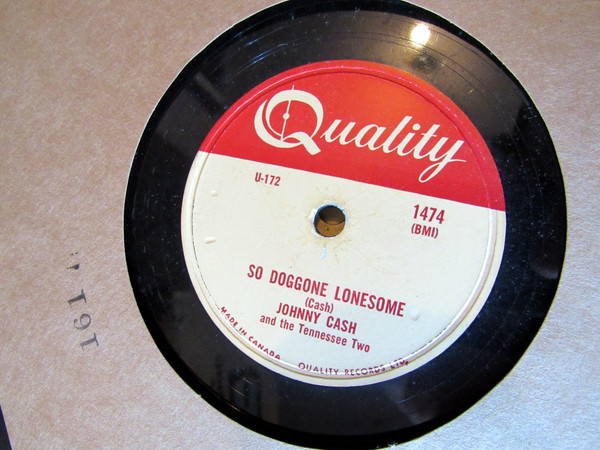 Quality
U-172
1474
(BMI)
SO DOGGONE LONESOME
(Cash)
JOHNNY CASH
and the Tennessee Two
MADE IN CANADA
QUALITY RECORDS LTD.
161